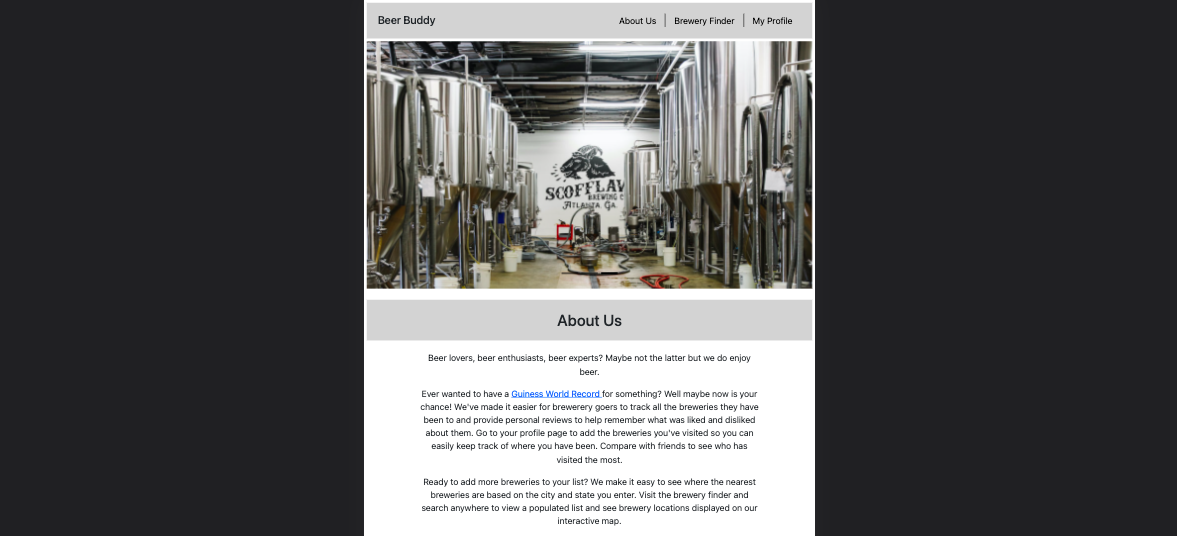 Beer Buddy
About Us
Brewery Finder
My Profile
SCOFFLAW
BREWING C
ATLANTA GA.
About Us
Beer lovers, beer enthusiasts, beer experts? Maybe not the latter but we do enjoy
beer.
Ever wanted to have a Guiness World Record for something? Well maybe now is your
chance! We've made it easier for brewerery goers to track all the breweries they have
been to and provide personal reviews to help remember what was liked and disliked
about them. Go to your profile page to add the breweries you've visited so you can
easily keep track of where you have been. Compare with friends to see who has
visited the most.
Ready to add more breweries to your list? We make it easy to see where the nearest
breweries are based on the city and state you enter. Visit the brewery finder and
search anywhere to view a populated list and see brewery locations displayed on our
interactive map.